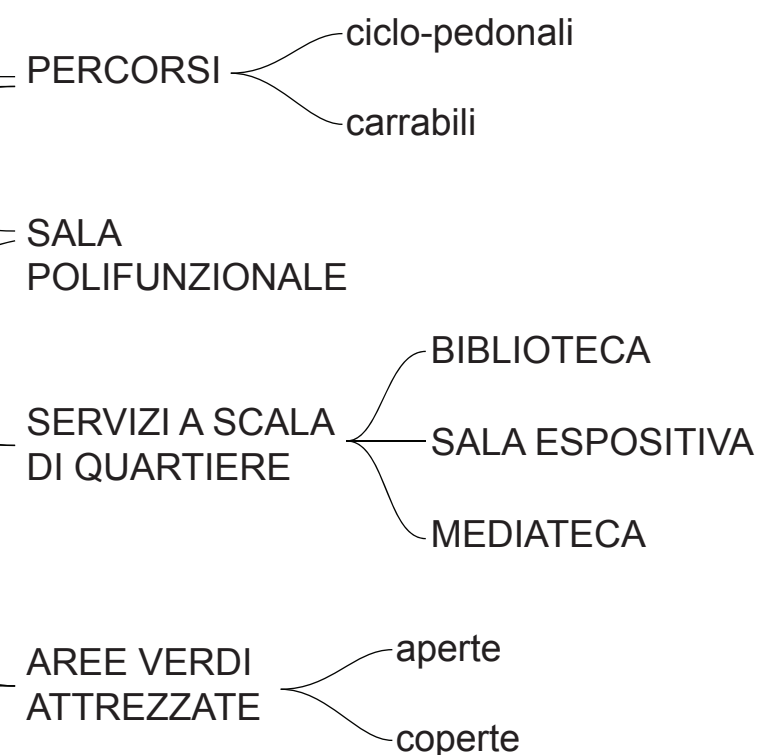 PERCORSI
ciclo-pedonali
carrabili
SALA
POLIFUNZIONALE
SERVIZI A SCALA
DI QUARTIERE
BIBLIOTECA
SALA ESPOSITIVA
MEDIATECA
AREE VERDI
ATTREZZATE
aperte
coperte